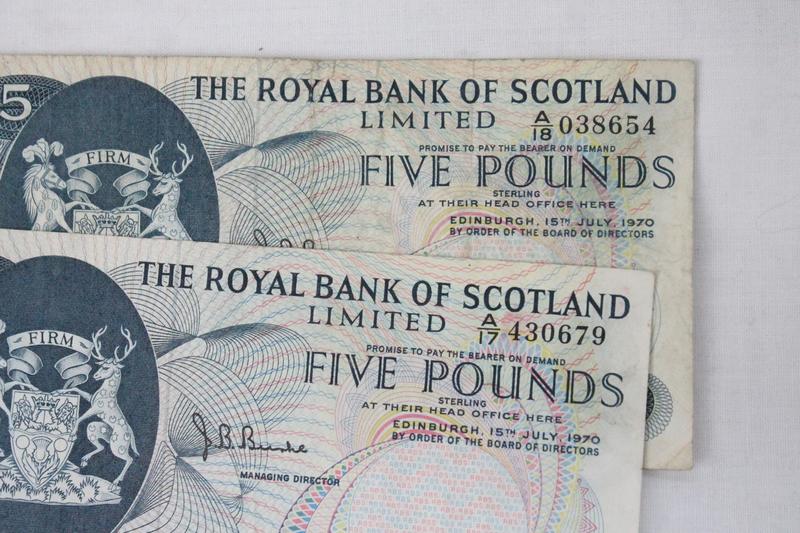 5
THE ROYAL BANK OF SCOTLAND
LIMITED A/18 038654
PROMISE TO PAY THE BEARER ON DEMAND
FIRM
FIVE POUNDS
STERLING
AT THEIR HEAD OFFICE HERE
EDINBURGH, 15TH JULY, 1970
BY ORDER OF THE BOARD OF DIRECTORS
THE ROYAL BANK OF SCOTLAND
LIMITED A/17 430679
PROMISE TO PAY THE BEARER ON DEMAND
FIRM
FIVE POUNDS
STERLING
AT THEIR HEAD OFFICE HERE
EDINBURGH, 15TH JULY, 1970
BY ORDER OF THE BOARD OF DIRECTORS
J. B. Burke
MANAGING DIRECTOR